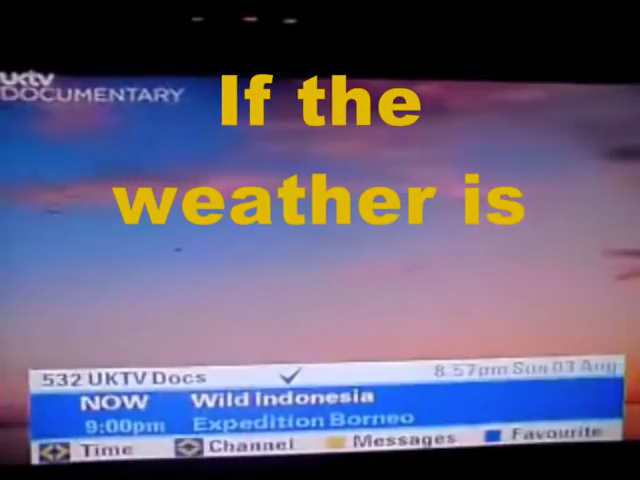 UKTV
DOCUMENTARY
If the
weather is
532 UKTV Docs 8.57pm Sun 03 Aug
NOW Wild Indonesia
9:00pm Expedition Borneo
Time Channel Messages Favourite